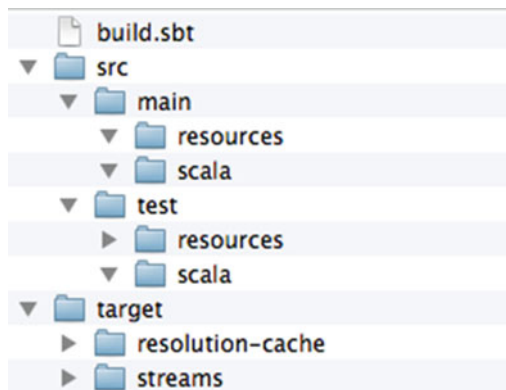 build.sbt
src
main
resources
scala
test
resources
scala
target
resolution-cache
streams